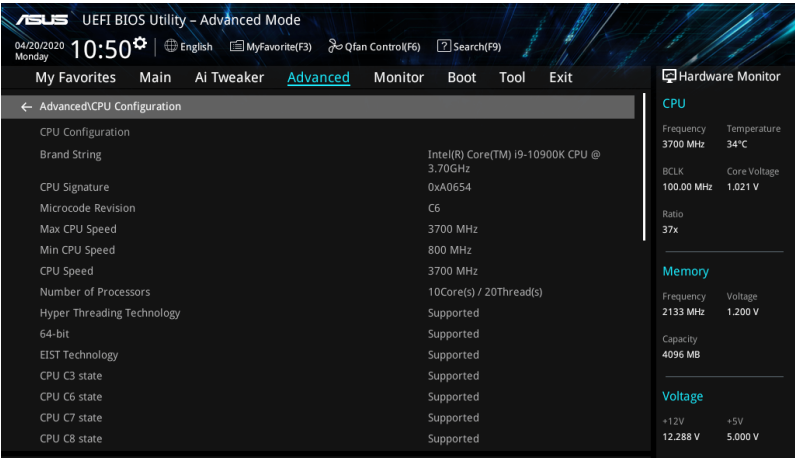 ASUS UEFI BIOS Utility – Advanced Mode
04/20/2020 Monday 10:50 English MyFavorite(F3) Qfan Control(F6) ? Search(F9)
My Favorites Main Ai Tweaker Advanced Monitor Boot Tool Exit
← Advanced\CPU Configuration
CPU Configuration
Brand String Intel(R) Core(TM) i9-10900K CPU @
3.70GHz
CPU Signature 0xA0654
Microcode Revision C6
Max CPU Speed 3700 MHz
Min CPU Speed 800 MHz
CPU Speed 3700 MHz
Number of Processors 10Core(s) / 20Thread(s)
Hyper Threading Technology Supported
64-bit Supported
EIST Technology Supported
CPU C3 state Supported
CPU C6 state Supported
CPU C7 state Supported
CPU C8 state Supported
Hardware Monitor
CPU
Frequency Temperature
3700 MHz 34°C
BCLK Core Voltage
100.00 MHz 1.021 V
Ratio
37x
Memory
Frequency Voltage
2133 MHz 1.200 V
Capacity
4096 MB
Voltage
+12V +5V
12.288 V 5.000 V